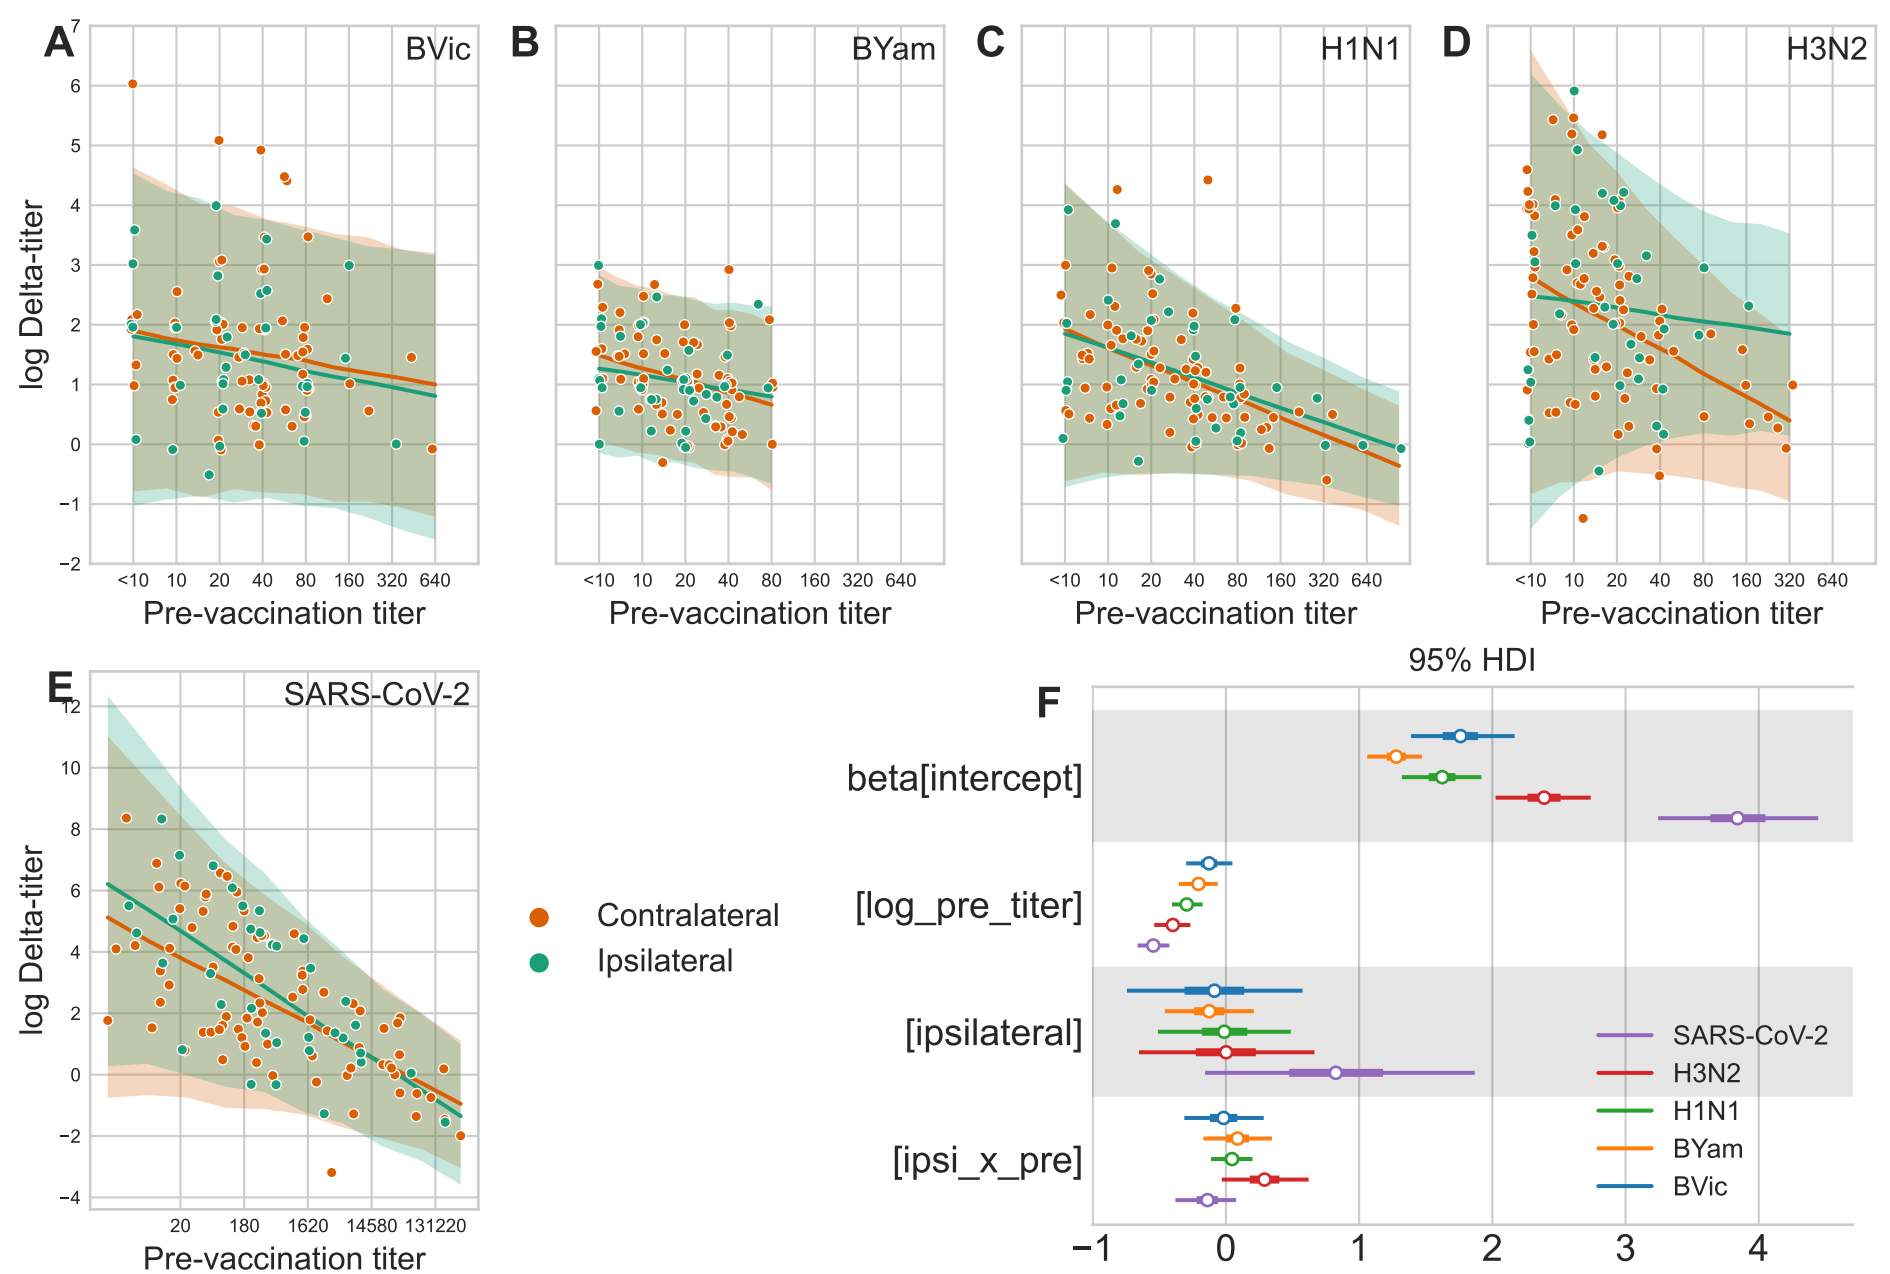 A BVic
B BYam
C H1N1
D H3N2
log Delta-titer
7
6
5
4
3
2
1
0
−1
−2
<10 10 20 40 80 160 320 640
<10 10 20 40 80 160 320 640
<10 10 20 40 80 160 320 640
<10 10 20 40 80 160 320 640
Pre-vaccination titer
Pre-vaccination titer
Pre-vaccination titer
Pre-vaccination titer
E SARS-CoV-2
log Delta-titer
12
10
8
6
4
2
0
−2
−4
20 180 1620 14580 131220
Pre-vaccination titer
Contralateral
Ipsilateral
95% HDI
F
beta[intercept]
[log_pre_titer]
[ipsilateral]
[ipsi_x_pre]
SARS-CoV-2
H3N2
H1N1
BYam
BVic
−1 0 1 2 3 4